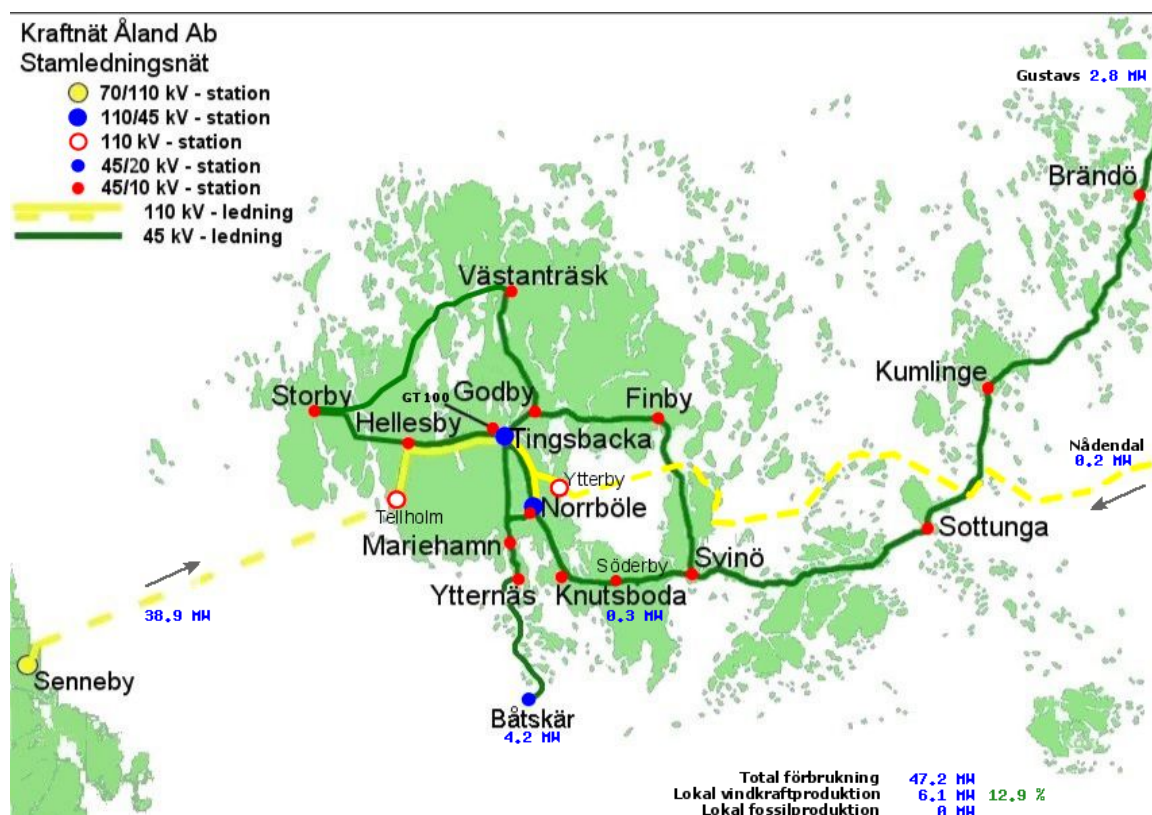 Kraftnät Åland Ab
Stamledningsnät
70/110 kV - station
110/45 kV - station
110 kV - station
45/20 kV - station
45/10 kV - station
110 kV - ledning
45 kV - ledning
Gustavs 2.8 MW
Brändö
Västanträsk
Kumlinge
Storby
GT100
Godby
Finby
Hellesby
Tingsbacka
Nådendal
0.2 MW
Ytterby
Tellholm
Norrböle
Sottunga
Mariehamn
Söderby
Svinö
Ytternäs
Knutsboda
38.9 MW
0.3 MW
Senneby
Båtskär
4.2 MW
Total förbrukning 47.2 MW
Lokal vindkraftproduktion 6.1 MW 12.9 %
Lokal fossilproduktion 0 MW